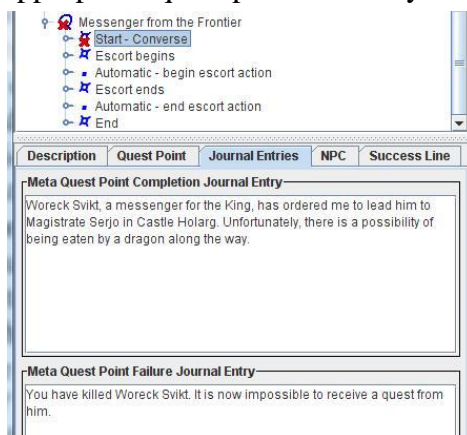 Messenger from the Frontier
Start - Converse
Escort begins
Automatic - begin escort action
Escort ends
Automatic - end escort action
End
Description Quest Point Journal Entries NPC Success Line
Meta Quest Point Completion Journal Entry
Woreck Svikt, a messenger for the King, has ordered me to lead him to
Magistrate Serjo in Castle Holarg. Unfortunately, there is a possibility of
being eaten by a dragon along the way.
Meta Quest Point Failure Journal Entry
You have killed Woreck Svikt. It is now impossible to receive a quest from
him.